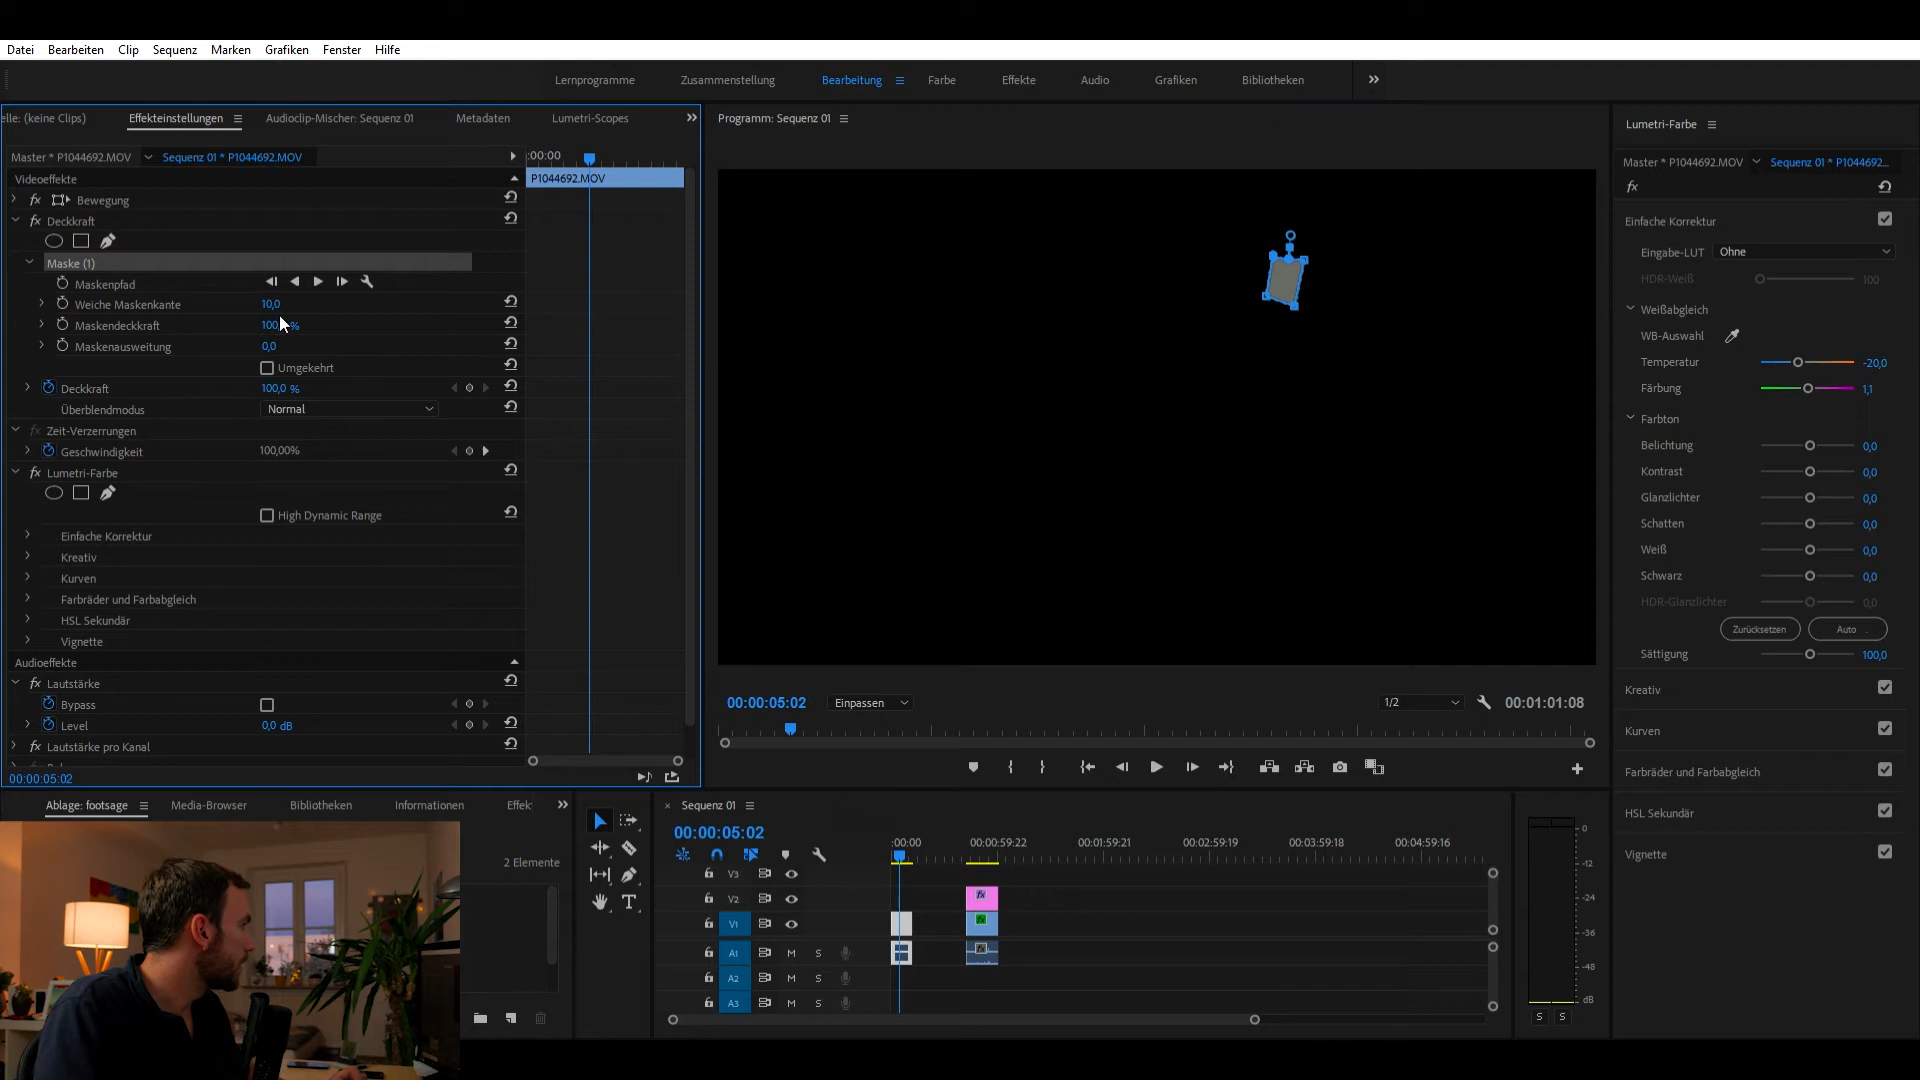 Datei Bearbeiten Clip Sequenz Marken Grafiken Fenster Hilfe
Lernprogramme Zusammenstellung Bearbeitung Farbe Effekte Audio Grafiken Bibliotheken
elle: (keine Clips) Effekteinstellungen Audioclip-Mischer: Sequenz 01 Metadaten Lumetri-Scopes
Master * P1044692.MOV Sequenz 01 * P1044692.MOV
:00:00
P1044692.MOV
Videoeffekte
fx Bewegung
fx Deckkraft
Maske (1)
Maskenpfad
Weiche Maskenkante 10,0
Maskendeckkraft 100, %
Maskenausweitung 0,0
Umgekehrt
Deckkraft 100,0 %
Überblendmodus Normal
fx Zeit-Verzerrungen
Geschwindigkeit 100,00%
fx Lumetri-Farbe
High Dynamic Range
Einfache Korrektur
Kreativ
Kurven
Farbräder und Farbabgleich
HSL Sekundär
Vignette
Audioeffekte
fx Lautstärke
Bypass
Level 0,0 dB
fx Lautstärke pro Kanal
00:00:05:02
Programm: Sequenz 01
00:00:05:02 Einpassen 1/2 00:01:01:08
Lumetri-Farbe
Master * P1044692.MOV Sequenz 01 * P1044692...
fx
Einfache Korrektur
Eingabe-LUT Ohne
HDR-Weiß 100
Weißabgleich
WB-Auswahl
Temperatur -20,0
Färbung 1,1
Farbton
Belichtung 0,0
Kontrast 0,0
Glanzlichter 0,0
Schatten 0,0
Weiß 0,0
Schwarz 0,0
HDR-Glanzlichter 0,0
Zurücksetzen Auto
Sättigung 100,0
Kreativ
Kurven
Farbräder und Farbabgleich
HSL Sekundär
Vignette
Ablage: footsage Media-Browser Bibliotheken Informationen Effek
2 Elemente
T
× Sequenz 01
00:00:05:02
:00:00 00:00:59:22 00:01:59:21 00:02:59:19 00:03:59:18 00:04:59:16
V3
V2 fx
V1 fx
A1 M S fx
A2 M S
A3 M S
0
-12
-24
-36
-48
dB
S S